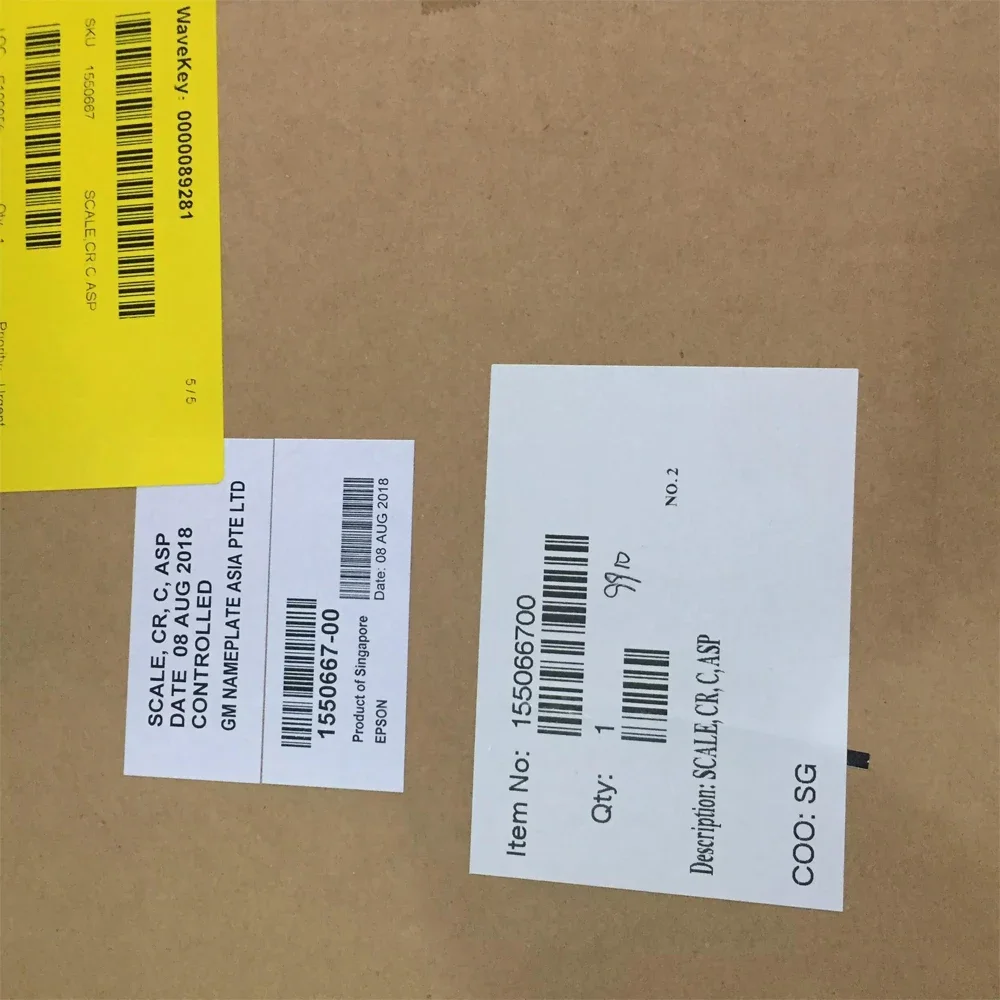 WaveKey: 0000089281
SKU 1550667 SCALE,CR C ASP
5/5
SCALE, CR, C, ASP
DATE 08 AUG 2018
CONTROLLED
GM NAMEPLATE ASIA PTE LTD
1550667-00
Product of Singapore
EPSON
Date: 08 AUG 2018
Item No: 155066700
Qty: 1
9910
NO. 2
Description: SCALE, CR, C, ASP
COO: SG